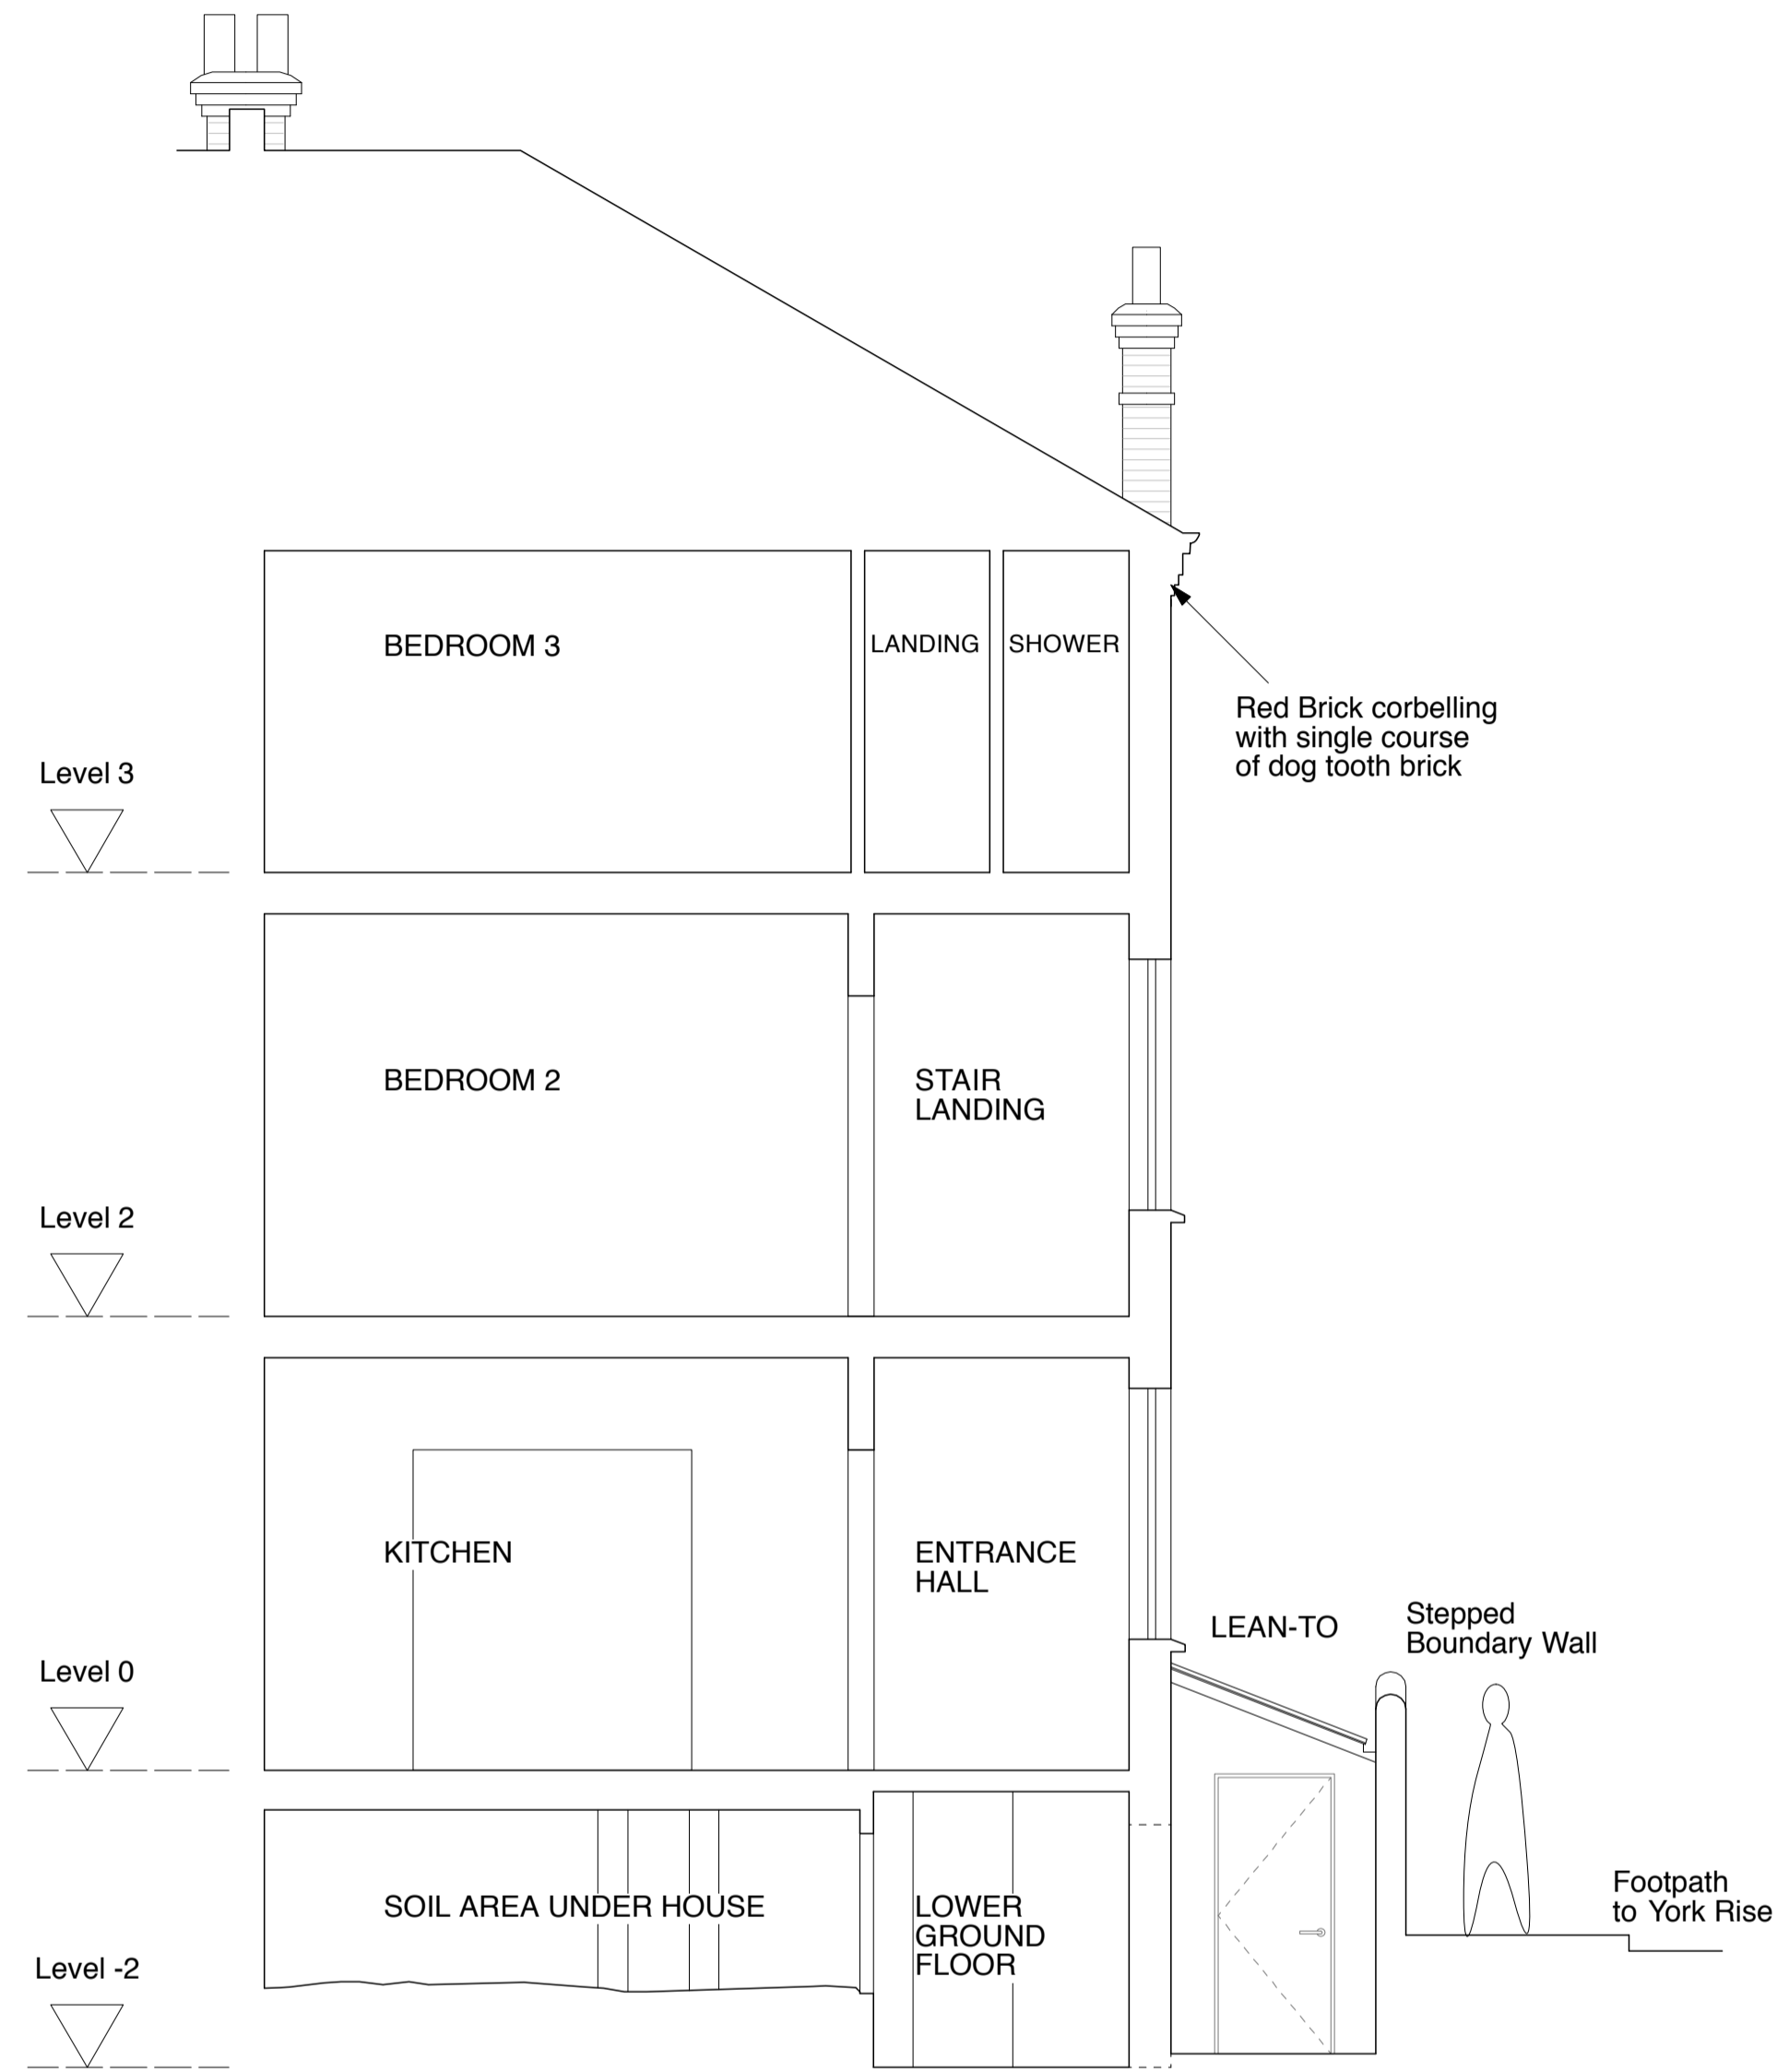 BEDROOM 3
LANDING
SHOWER
Red Brick corbelling
with single course
of dog tooth brick
Level 3
BEDROOM 2
STAIR
LANDING
Level 2
KITCHEN
ENTRANCE
HALL
LEAN-TO
Stepped
Boundary Wall
Level 0
SOIL AREA UNDER HOUSE
LOWER
GROUND
FLOOR
Footpath
to York Rise
Level -2